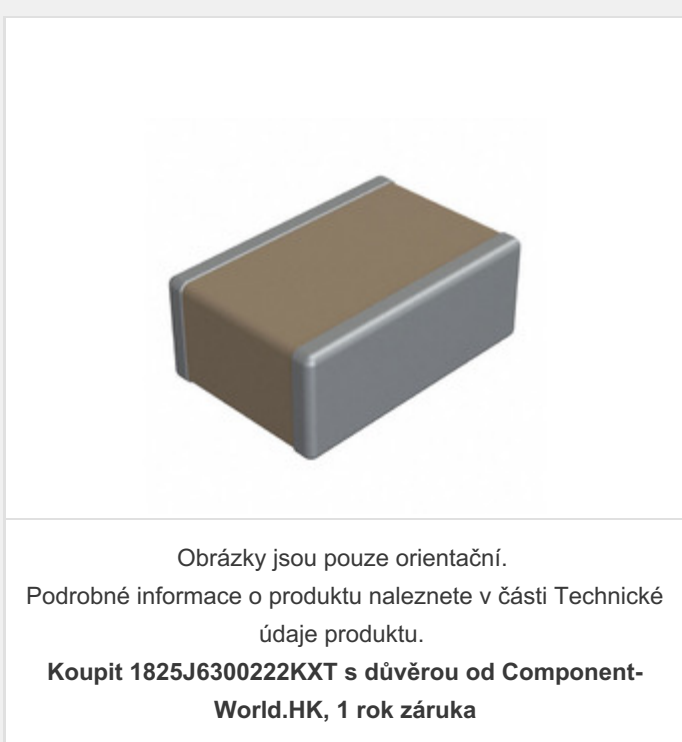 Obrázky jsou pouze orientační.
Podrobné informace o produktu naleznete v části Technické
údaje produktu.
Koupit 1825J6300222KXT s důvěrou od Component-
World.HK, 1 rok záruka